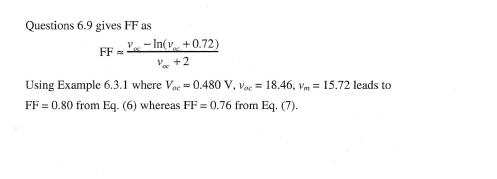 Questions 6.9 gives FF as
FF ≈ (v_oc − ln(v_oc + 0.72)) / (v_oc + 2)
Using Example 6.3.1 where V_oc ≈ 0.480 V, v_oc = 18.46, v_m = 15.72 leads to
FF = 0.80 from Eq. (6) whereas FF = 0.76 from Eq. (7).